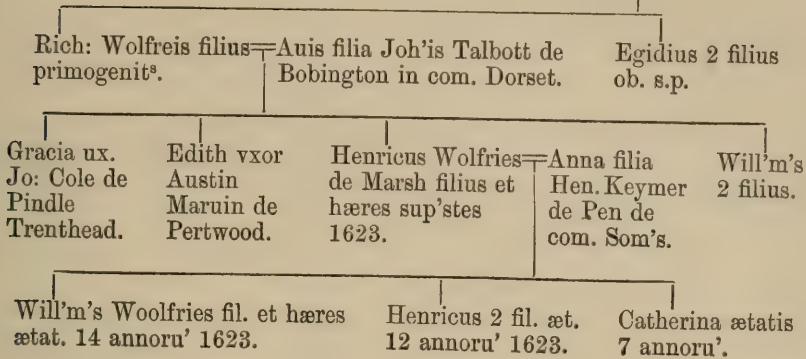 Rich: Wolfreis filius
primogenitˢ.
Auis filia Joh'is Talbott de
Bobington in com. Dorset.
Egidius 2 filius
ob. s.p.
Gracia ux.
Jo: Cole de
Pindle
Trenthead.
Edith vxor
Austin
Maruin de
Pertwood.
Henricus Wolfries
de Marsh filius et
hæres sup'stes
1623.
Anna filia
Hen. Keymer
de Pen de
com. Som's.
Will'm's
2 filius.
Will'm's Woolfries fil. et hæres
ætat. 14 annoru' 1623.
Henricus 2 fil. æt.
12 annoru' 1623.
Catherina ætatis
7 annoru'.